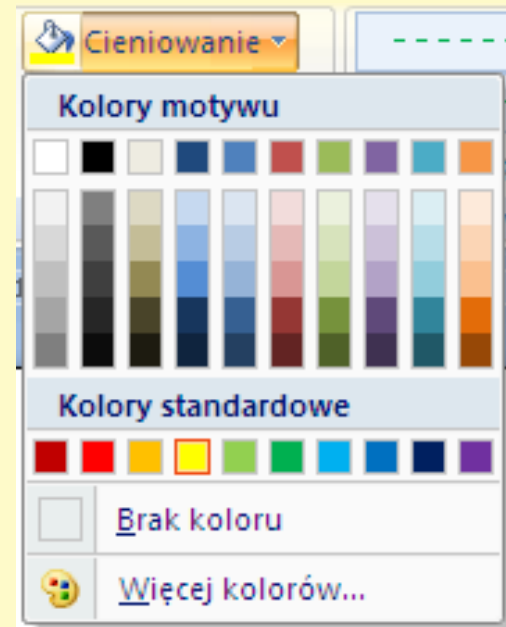 Cieniowanie
Kolory motywu
Kolory standardowe
Brak koloru
Więcej kolorów...